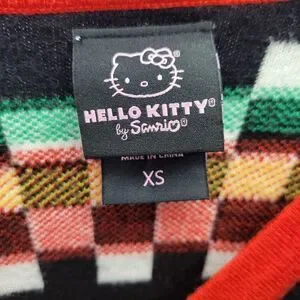 HELLO KITTY
by Sanrio
MADE IN CHINA
XS